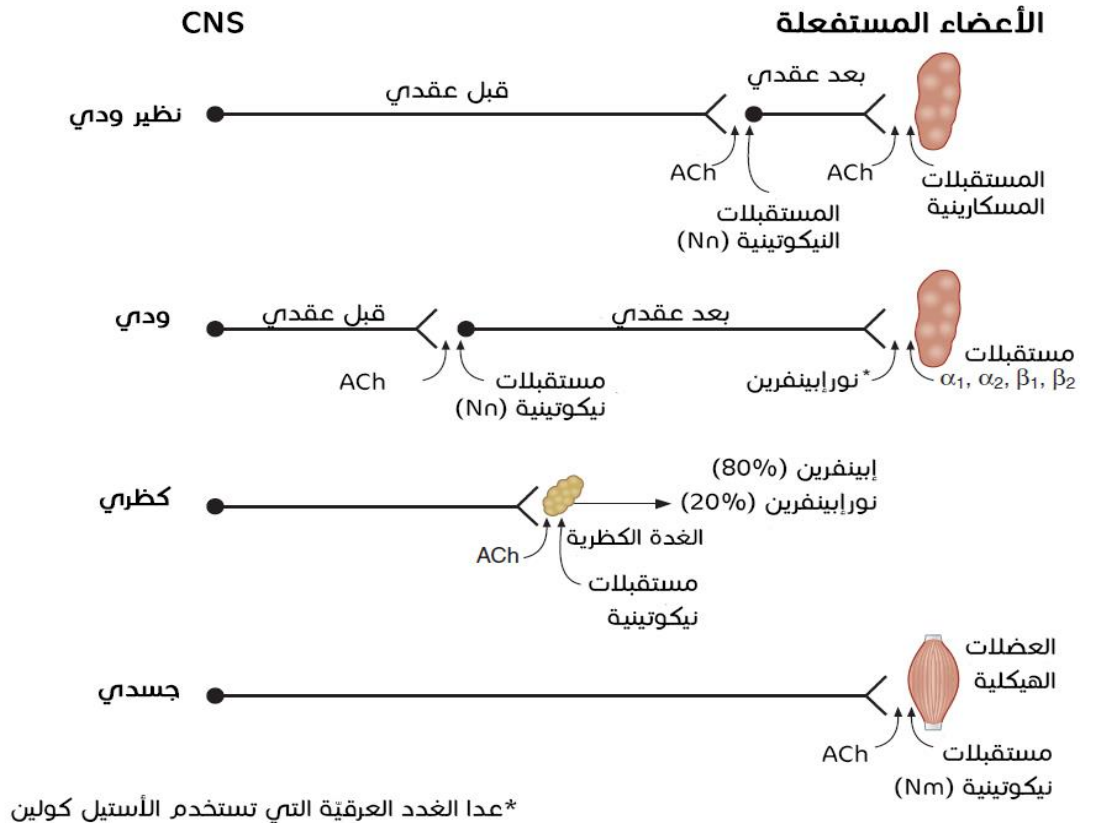 الأعضاء المستفعلة
CNS
نظير ودي
قبل عقدي
بعد عقدي
ACh
ACh
المستقبلات
المسكارينية
المستقبلات
النيكوتينية (Nn)
ودي
قبل عقدي
بعد عقدي
ACh
مستقبلات
نيكوتينية (Nn)
نورإبينفرين*
مستقبلات
α₁, α₂, β₁, β₂
كظري
إبينفرين (80%)
نورإبينفرين (20%)
الغدة الكظرية
ACh
مستقبلات
نيكوتينية
جسدي
العضلات
الهيكلية
ACh
مستقبلات
نيكوتينية (Nm)
*عدا الغدد العرقيّة التي تستخدم الأستيل كولين